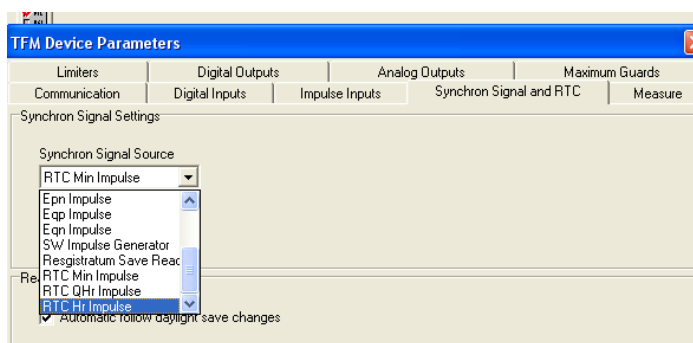 TFM Device Parameters
Limiters Digital Outputs Analog Outputs Maximum Guards
Communication Digital Inputs Impulse Inputs Synchron Signal and RTC Measure
Synchron Signal Settings
Synchron Signal Source
RTC Min Impulse
Epn Impulse
Eqp Impulse
Eqn Impulse
SW Impulse Generator
Resgistratum Save Reac
RTC Min Impulse
RTC QHr Impulse
RTC Hr Impulse
Automatic follow daylight save changes